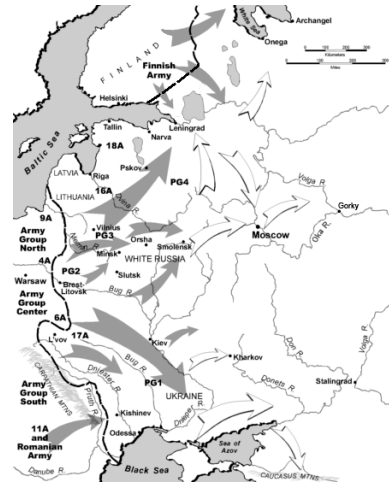 White Sea
Archangel
Onega
Kilometers
Miles
FINLAND
Finnish
Army
Helsinki
Baltic Sea
Tallin
Narva
Leningrad
18A
Pskov
LATVIA
Riga
PG4
LITHUANIA
16A
Dvina R.
Volga R.
Gorky
Oka R.
9A
Vilnius
PG3
Orsha
Smolensk
Moscow
Army
Group
North
Neman R.
Minsk
WHITE RUSSIA
4A
PG2
Slutsk
Warsaw
Brest
Litovsk
Bug R.
Army
Group
Center
6A
Kiev
L'vov
17A
Kharkov
Don R.
Volga R.
Bug R.
Dniester R.
PG1
Donets R.
Stalingrad
CARPATHIAN MTNS
Army
Group
South
Pruth R.
UKRAINE
Dnieper R.
Kishinev
11A
and
Romanian
Army
Odessa
Sea of
Azov
Danube R.
Black Sea
CAUCASUS MTNS